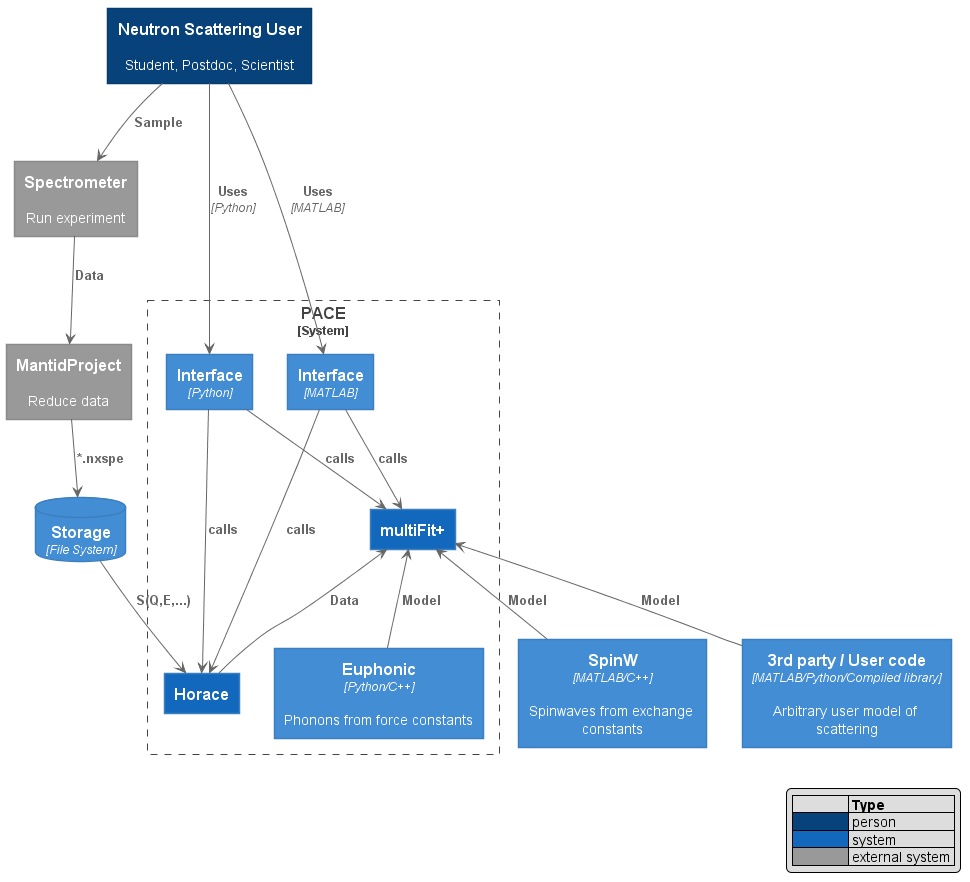 Neutron Scattering User
Student, Postdoc, Scientist
Sample
Spectrometer
Run experiment
Uses
[Python]
Uses
[MATLAB]
Data
PACE
[System]
MantidProject
Reduce data
Interface
[Python]
Interface
[MATLAB]
*.nxspe
calls
calls
Storage
[File System]
multiFit+
calls
calls
S(Q,E,...)
Data
Model
Model
Model
Horace
Euphonic
[Python/C++]
Phonons from force constants
SpinW
[MATLAB/C++]
Spinwaves from exchange
constants
3rd party / User code
[MATLAB/Python/Compiled library]
Arbitrary user model of
scattering
Type
person
system
external system